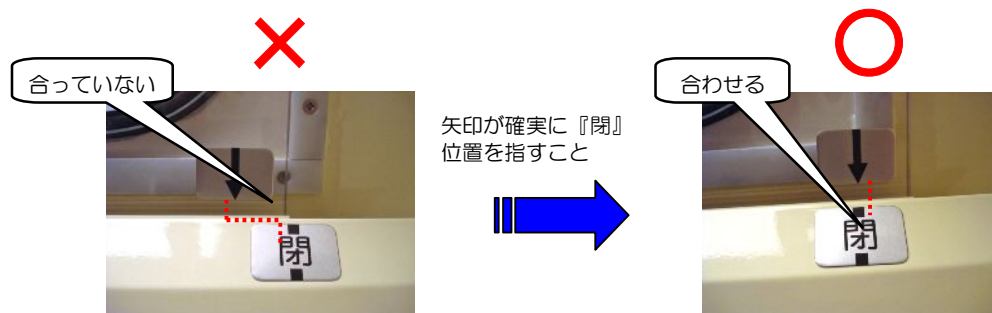 合っていない
閉
矢印が確実に『閉』
位置を指すこと
合わせる
閉